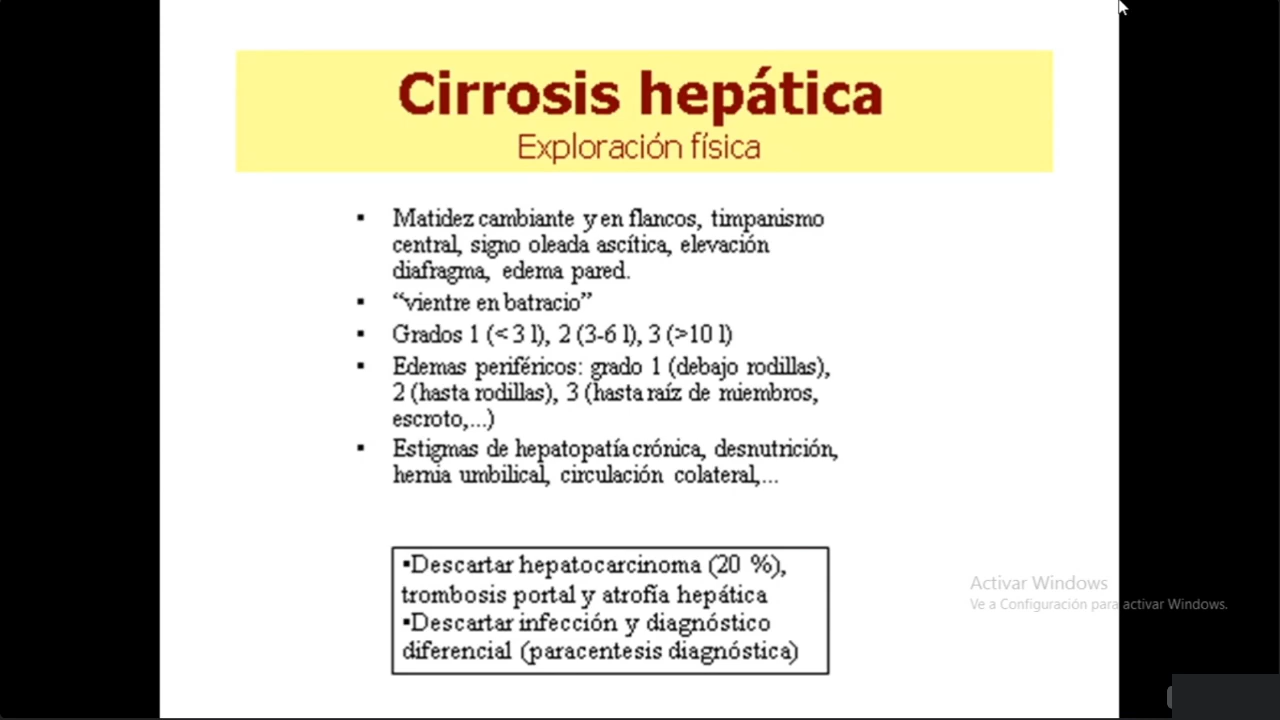 Cirrosis hepática
Exploración física
▪ Matidez cambiante y en flancos, timpanismo
central, signo oleada ascítica, elevación
diafragma, edema pared.
▪ “vientre en batracio”
▪ Grados 1 (< 3 l), 2 (3-6 l), 3 (>10 l)
▪ Edemas periféricos: grado 1 (debajo rodillas),
2 (hasta rodillas), 3 (hasta raíz de miembros,
escroto,...)
▪ Estigmas de hepatopatía crónica, desnutrición,
hernia umbilical, circulación colateral,...
▪Descartar hepatocarcinoma (20 %),
trombosis portal y atrofía hepática
▪Descartar infección y diagnóstico
diferencial (paracentesis diagnóstica)
Activar Windows
Ve a Configuración para activar Windows.